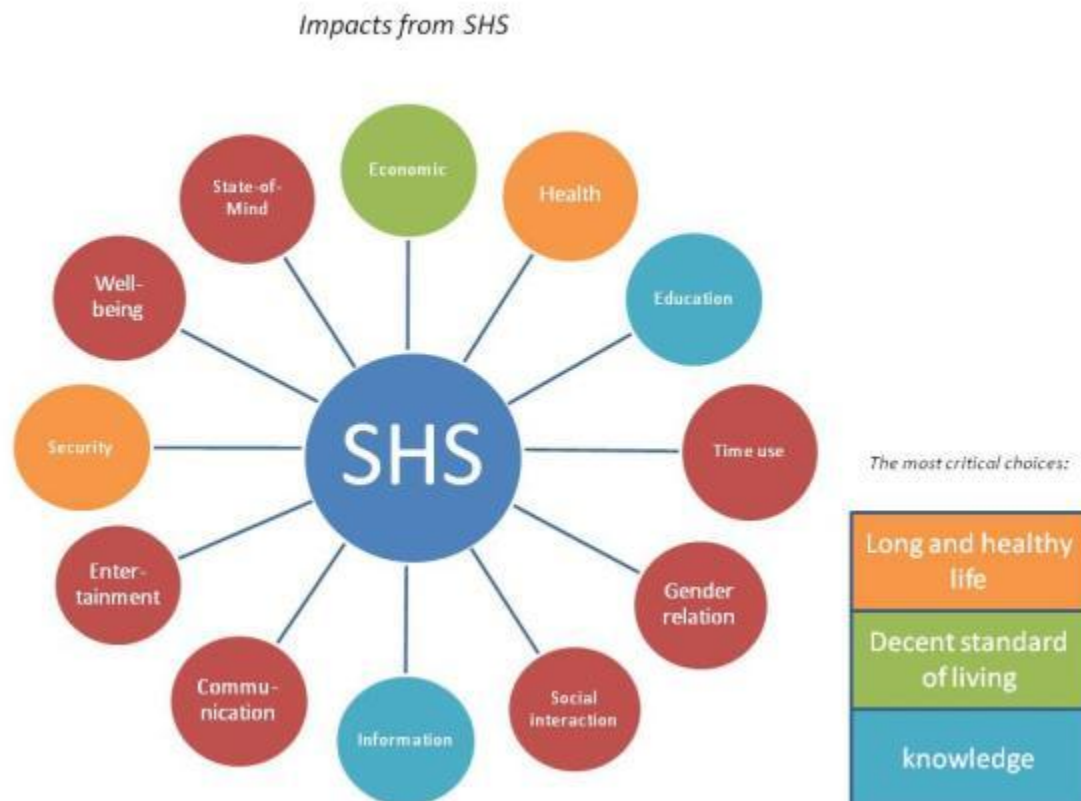 Impacts from SHS
Economic
Health
Education
Time use
Gender
relation
Social
interaction
Information
Commu-
nication
Enter-
tainment
Security
Well-
being
State-of-
Mind
SHS
The most critical choices:
Long and healthy
life
Decent standard
of living
knowledge